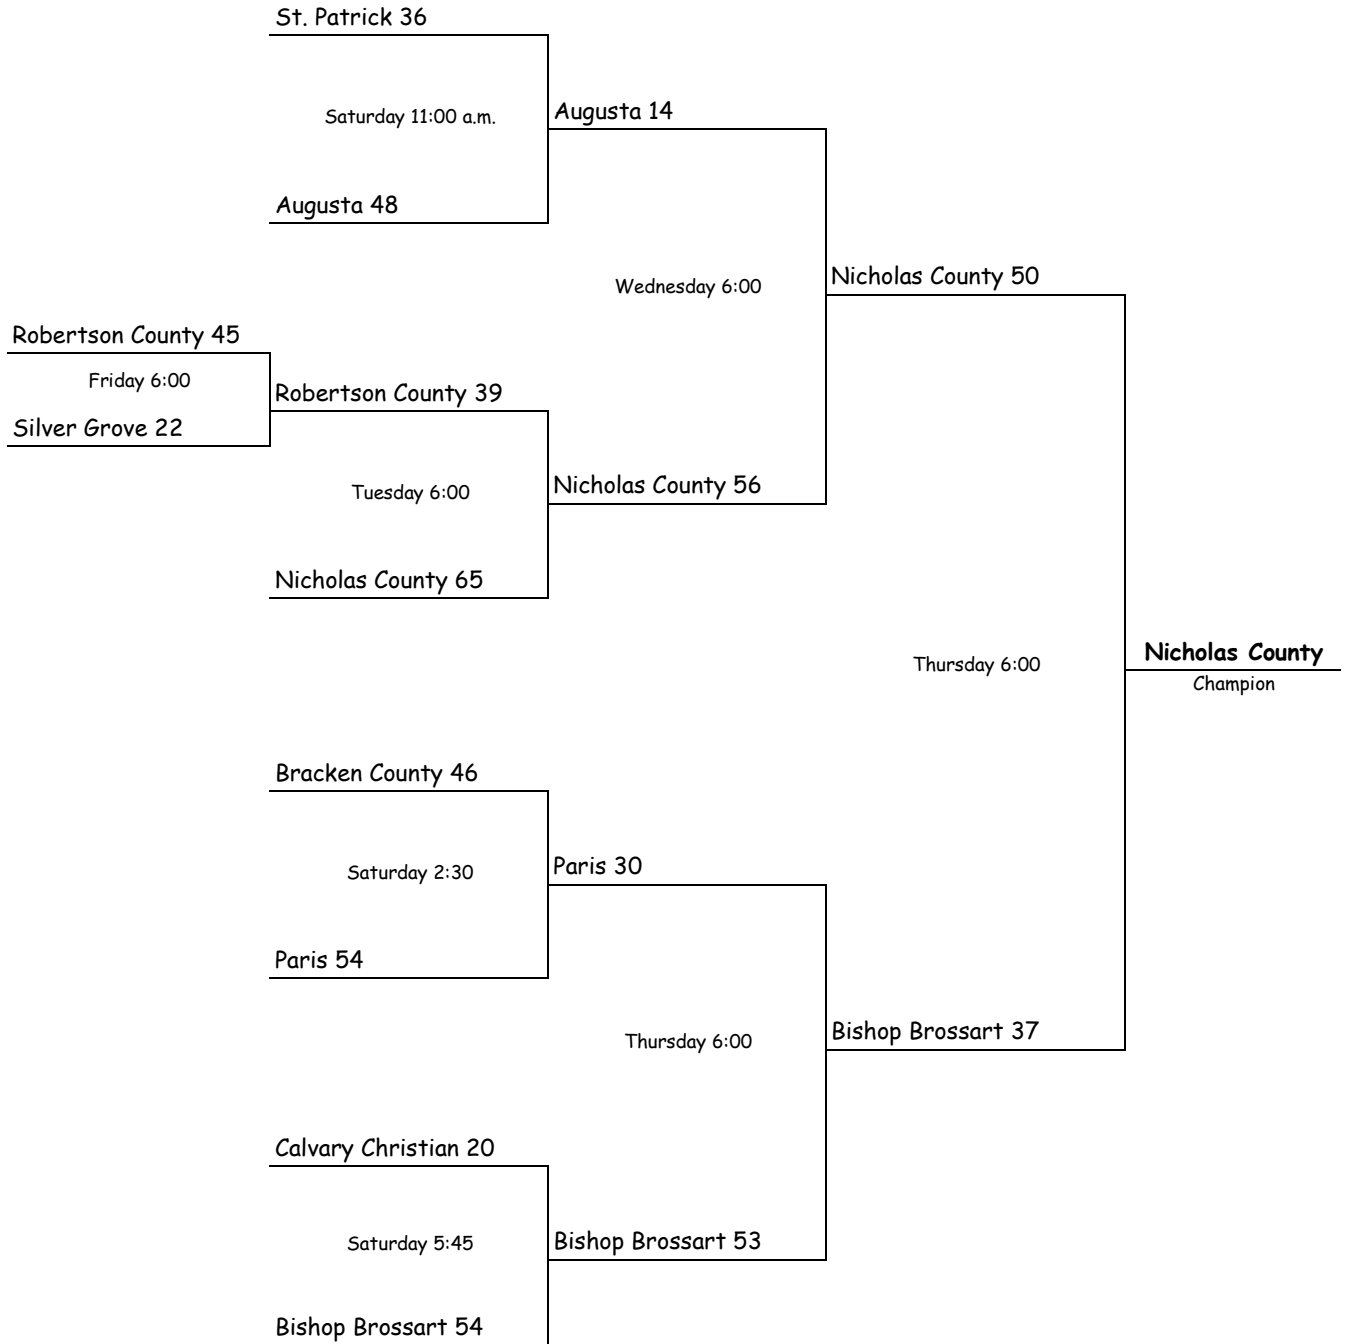 St. Patrick 36
Saturday 11:00 a.m.
Augusta 14
Augusta 48
Wednesday 6:00
Nicholas County 50
Robertson County 45
Friday 6:00
Robertson County 39
Silver Grove 22
Tuesday 6:00
Nicholas County 56
Nicholas County 65
Thursday 6:00
Nicholas County
Champion
Bracken County 46
Saturday 2:30
Paris 30
Paris 54
Thursday 6:00
Bishop Brossart 37
Calvary Christian 20
Saturday 5:45
Bishop Brossart 53
Bishop Brossart 54